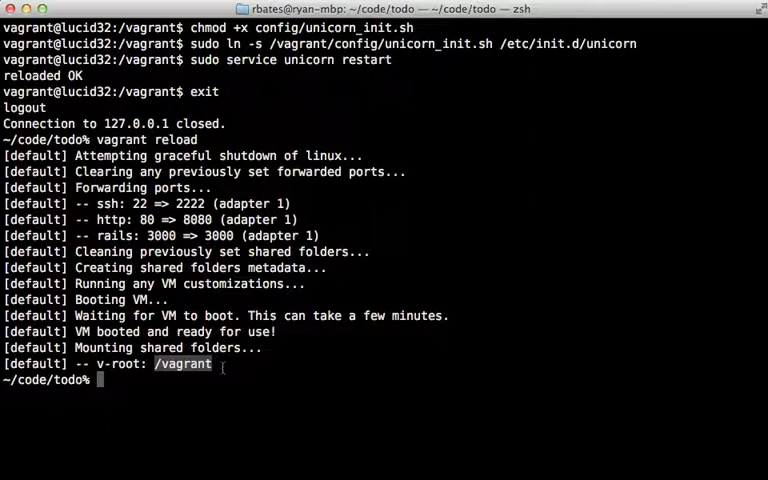 rbates@ryan-mbp: ~/code/todo — ~/code/todo — zsh
vagrant@lucid32:/vagrant$ chmod +x config/unicorn_init.sh
vagrant@lucid32:/vagrant$ sudo ln -s /vagrant/config/unicorn_init.sh /etc/init.d/unicorn
vagrant@lucid32:/vagrant$ sudo service unicorn restart
reloaded OK
vagrant@lucid32:/vagrant$ exit
logout
Connection to 127.0.0.1 closed.
~/code/todo% vagrant reload
[default] Attempting graceful shutdown of linux...
[default] Clearing any previously set forwarded ports...
[default] Forwarding ports...
[default] -- ssh: 22 => 2222 (adapter 1)
[default] -- http: 80 => 8080 (adapter 1)
[default] -- rails: 3000 => 3000 (adapter 1)
[default] Cleaning previously set shared folders...
[default] Creating shared folders metadata...
[default] Running any VM customizations...
[default] Booting VM...
[default] Waiting for VM to boot. This can take a few minutes.
[default] VM booted and ready for use!
[default] Mounting shared folders...
[default] -- v-root: /vagrant
~/code/todo%